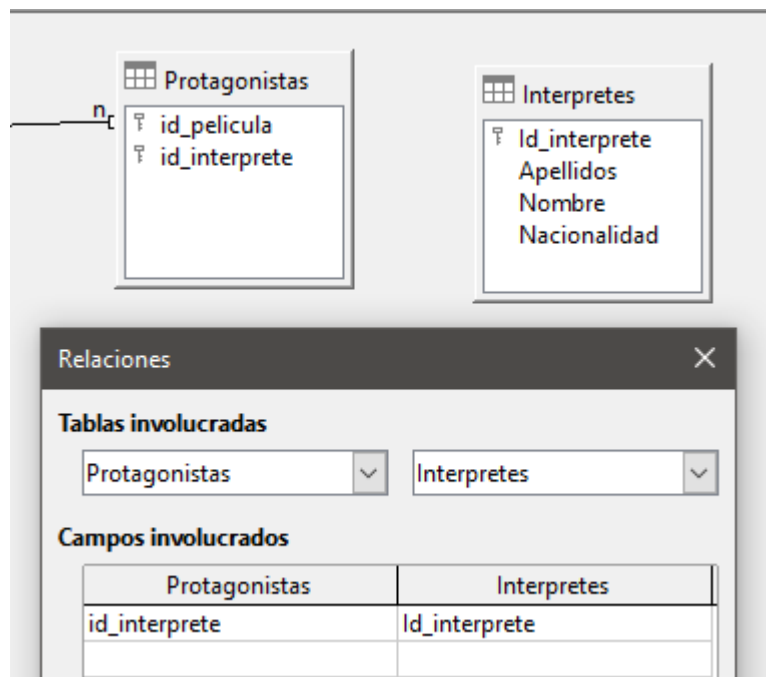 Protagonistas
n
id_pelicula
id_interprete
Interpretes
Id_interprete
Apellidos
Nombre
Nacionalidad
Relaciones
Tablas involucradas
Protagonistas Interpretes
Campos involucrados
Protagonistas Interpretes
id_interprete Id_interprete